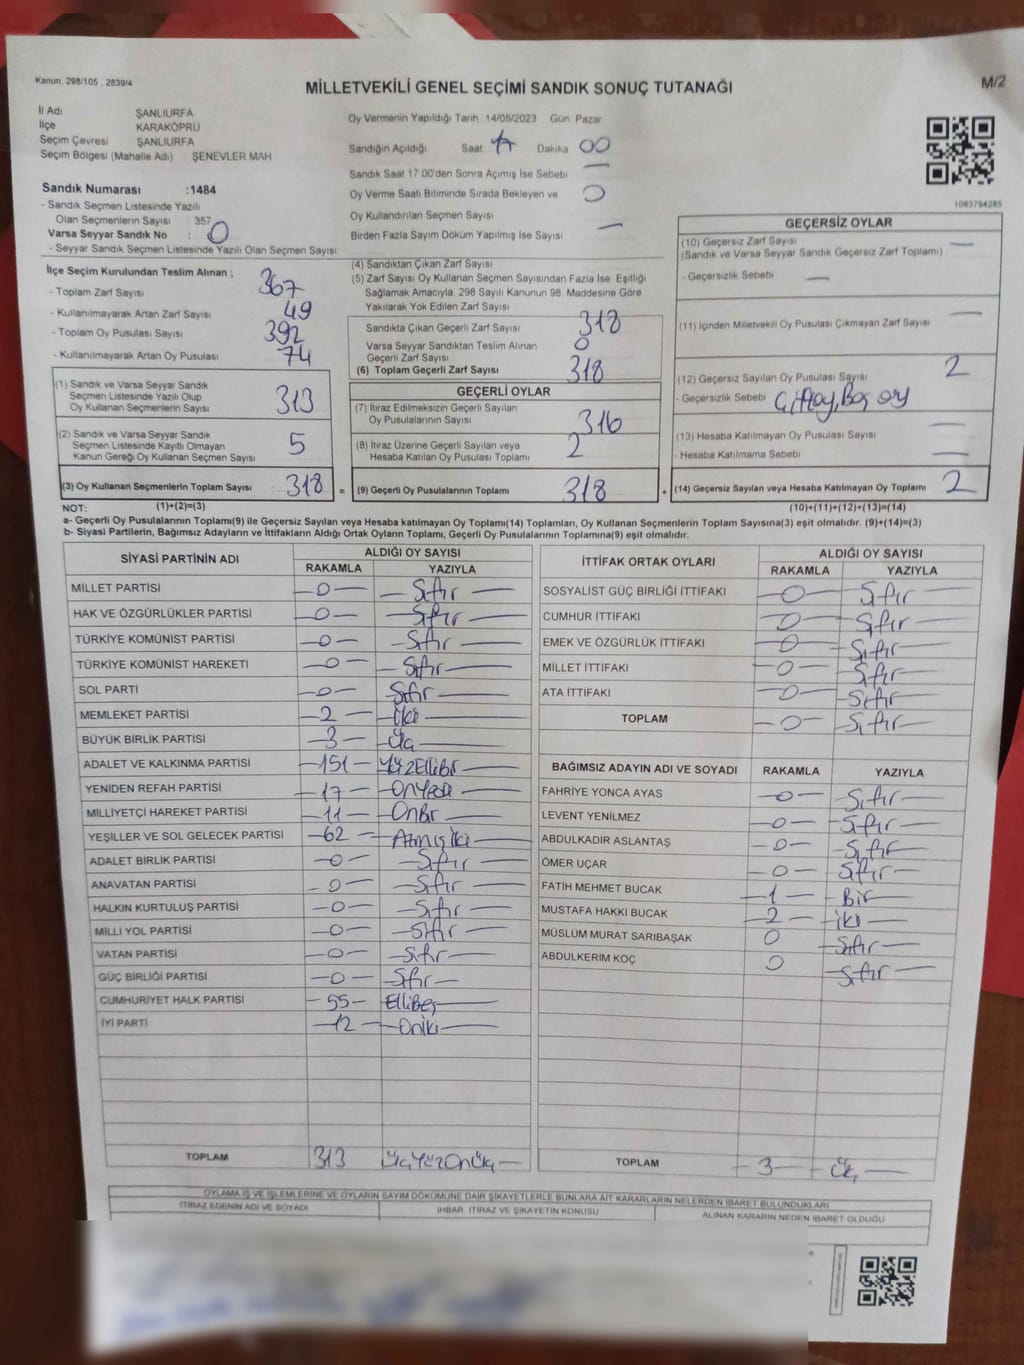 Kanun, 298/105 , 2839/4
MİLLETVEKİLİ GENEL SEÇİMİ SANDIK SONUÇ TUTANAĞI
M/2
İl Adı ŞANLIURFA
İlçe KARAKÖPRÜ
Seçim Çevresi ŞANLIURFA
Seçim Bölgesi (Mahalle Adı) ŞENEVLER MAH
Oy Vermenin Yapıldığı Tarih 14/05/2023 Gün Pazar
Sandığın Açıldığı Saat Dakika 00
Sandık Saat 17:00'den Sonra Açımış İse Sebebi —
Oy Verme Saati Bitiminde Sırada Bekleyen ve
Oy Kullandırılan Seçmen Sayısı 0
Birden Fazla Sayım Döküm Yapılmış İse Sayısı —
1083794285
Sandık Numarası :1484
- Sandık Seçmen Listesinde Yazılı
Olan Seçmenlerin Sayısı 357
Varsa Seyyar Sandık No : 0
- Seyyar Sandık Seçmen Listesinde Yazılı Olan Seçmen Sayısı
İlçe Seçim Kurulundan Teslim Alınan ;
- Toplam Zarf Sayısı 367
- Kullanılmayarak Artan Zarf Sayısı 49
- Toplam Oy Pusulası Sayısı 392
- Kullanılmayarak Artan Oy Pusulası 74
(1) Sandık ve Varsa Seyyar Sandık
Seçmen Listesinde Yazılı Olup
Oy Kullanan Seçmenlerin Sayısı 313
(2) Sandık ve Varsa Seyyar Sandık
Seçmen Listesinde Kayıtlı Olmayan
Kanun Gereği Oy Kullanan Seçmen Sayısı 5
(3) Oy Kullanan Seçmenlerin Toplam Sayısı 318 =
(1)+(2)=(3)
(4) Sandıktan Çıkan Zarf Sayısı
(5) Zarf Sayısı Oy Kullanan Seçmen Sayısından Fazla İse, Eşitliği
Sağlamak Amacıyla, 298 Sayılı Kanunun 98. Maddesine Göre
Yakılarak Yok Edilen Zarf Sayısı
Sandıkta Çıkan Geçerli Zarf Sayısı 318
Varsa Seyyar Sandıktan Teslim Alınan
Geçerli Zarf Sayısı 0
(6) Toplam Geçerli Zarf Sayısı 318
GEÇERLİ OYLAR
(7) İtiraz Edilmeksizin Geçerli Sayılan
Oy Pusulalarının Sayısı 316
(8) İtiraz Üzerine Geçerli Sayılan veya
Hesaba Katılan Oy Pusulası Toplamı 2
(9) Geçerli Oy Pusulalarının Toplamı 318 +
GEÇERSİZ OYLAR
(10) Geçersiz Zarf Sayısı —
(Sandık ve Varsa Seyyar Sandık Geçersiz Zarf Toplamı)
- Geçersizlik Sebebi —
(11) İçinden Milletvekili Oy Pusulası Çıkmayan Zarf Sayısı —
(12) Geçersiz Sayılan Oy Pusulası Sayısı 2
- Geçersizlik Sebebi Çift oy, Boş oy
(13) Hesaba Katılmayan Oy Pusulası Sayısı —
- Hesaba Katılmama Sebebi —
(14) Geçersiz Sayılan veya Hesaba Katılmayan Oy Toplamı 2
(10)+(11)+(12)+(13)=(14)
NOT:
a- Geçerli Oy Pusulalarının Toplamı(9) ile Geçersiz Sayılan veya Hesaba katılmayan Oy Toplamı(14) Toplamları, Oy Kullanan Seçmenlerin Toplam Sayısına(3) eşit olmalıdır. (9)+(14)=(3)
b- Siyasi Partilerin, Bağımsız Adayların ve İttifakların Aldığı Ortak Oyların Toplamı, Geçerli Oy Pusulalarının Toplamına(9) eşit olmalıdır.
SİYASİ PARTİNİN ADI ALDIĞI OY SAYISI
RAKAMLA YAZIYLA
MİLLET PARTİSİ —0— — Sıfır —
HAK VE ÖZGÜRLÜKLER PARTİSİ —0— — Sıfır —
TÜRKİYE KOMÜNİST PARTİSİ —0— — Sıfır —
TÜRKİYE KOMÜNİST HAREKETİ —0— — Sıfır —
SOL PARTİ —0— Sıfır —
MEMLEKET PARTİSİ —2— iki —
BÜYÜK BİRLİK PARTİSİ —3— Üç —
ADALET VE KALKINMA PARTİSİ —151— YüzElliBir —
YENİDEN REFAH PARTİSİ —17— Onyedi —
MİLLİYETÇİ HAREKET PARTİSİ —11— OnBir —
YEŞİLLER VE SOL GELECEK PARTİSİ —62— Atmış iki —
ADALET BİRLİK PARTİSİ —0— — Sıfır —
ANAVATAN PARTİSİ —0— — Sıfır —
HALKIN KURTULUŞ PARTİSİ —0— — Sıfır —
MİLLİ YOL PARTİSİ —0— — Sıfır —
VATAN PARTİSİ —0— — Sıfır —
GÜÇ BİRLİĞİ PARTİSİ —0— Sıfır —
CUMHURİYET HALK PARTİSİ —55— ElliBeş —
İYİ PARTİ —12— Oniki —
TOPLAM 313 ÜçYüzOnÜç —
İTTİFAK ORTAK OYLARI ALDIĞI OY SAYISI
RAKAMLA YAZIYLA
SOSYALİST GÜÇ BİRLİĞİ İTTİFAKI —0— Sıfır —
CUMHUR İTTİFAKI —0— Sıfır —
EMEK VE ÖZGÜRLÜK İTTİFAKI —0— Sıfır —
MİLLET İTTİFAKI —0— Sıfır —
ATA İTTİFAKI —0— Sıfır —
TOPLAM —0— Sıfır —
BAĞIMSIZ ADAYIN ADI VE SOYADI RAKAMLA YAZIYLA
FAHRİYE YONCA AYAS —0— Sıfır —
LEVENT YENİLMEZ —0— Sıfır —
ABDULKADİR ASLANTAŞ —0— Sıfır —
ÖMER UÇAR —0— Sıfır —
FATİH MEHMET BUCAK —1— Bir —
MUSTAFA HAKKI BUCAK —2— iki —
MÜSLÜM MURAT SARIBAŞAK 0 Sıfır —
ABDULKERİM KOÇ 0 Sıfır —
TOPLAM —3— Üç —
OYLAMA İŞ VE İŞLEMLERİNE VE OYLARIN SAYIM DÖKÜMÜNE DAİR ŞİKAYETLERLE BUNLARA AİT KARARLARIN NELERDEN İBARET BULUNDUKLARI
İTİRAZ EDENİN ADI VE SOYADI İHBAR, İTİRAZ VE ŞİKAYETİN KONUSU ALINAN KARARIN NEDEN İBARET OLDUĞU